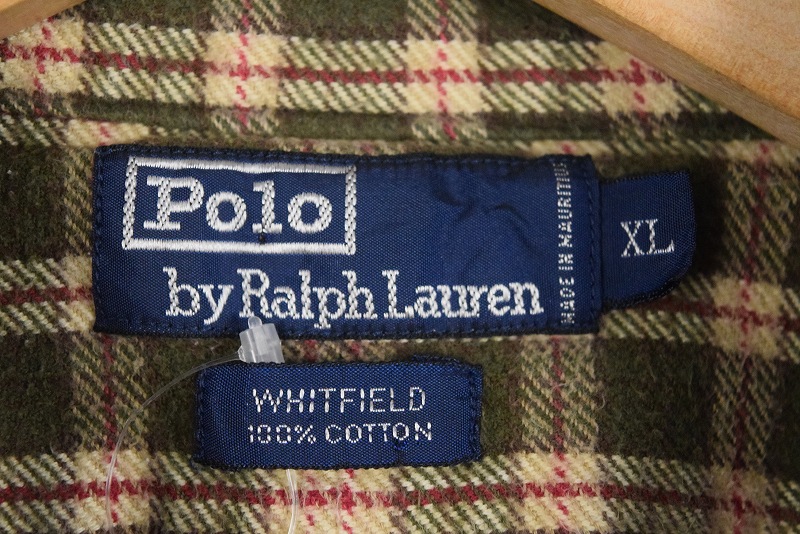 Polo
by Ralph Lauren
MADE IN MAURITIUS
XL
WHITFIELD
100% COTTON